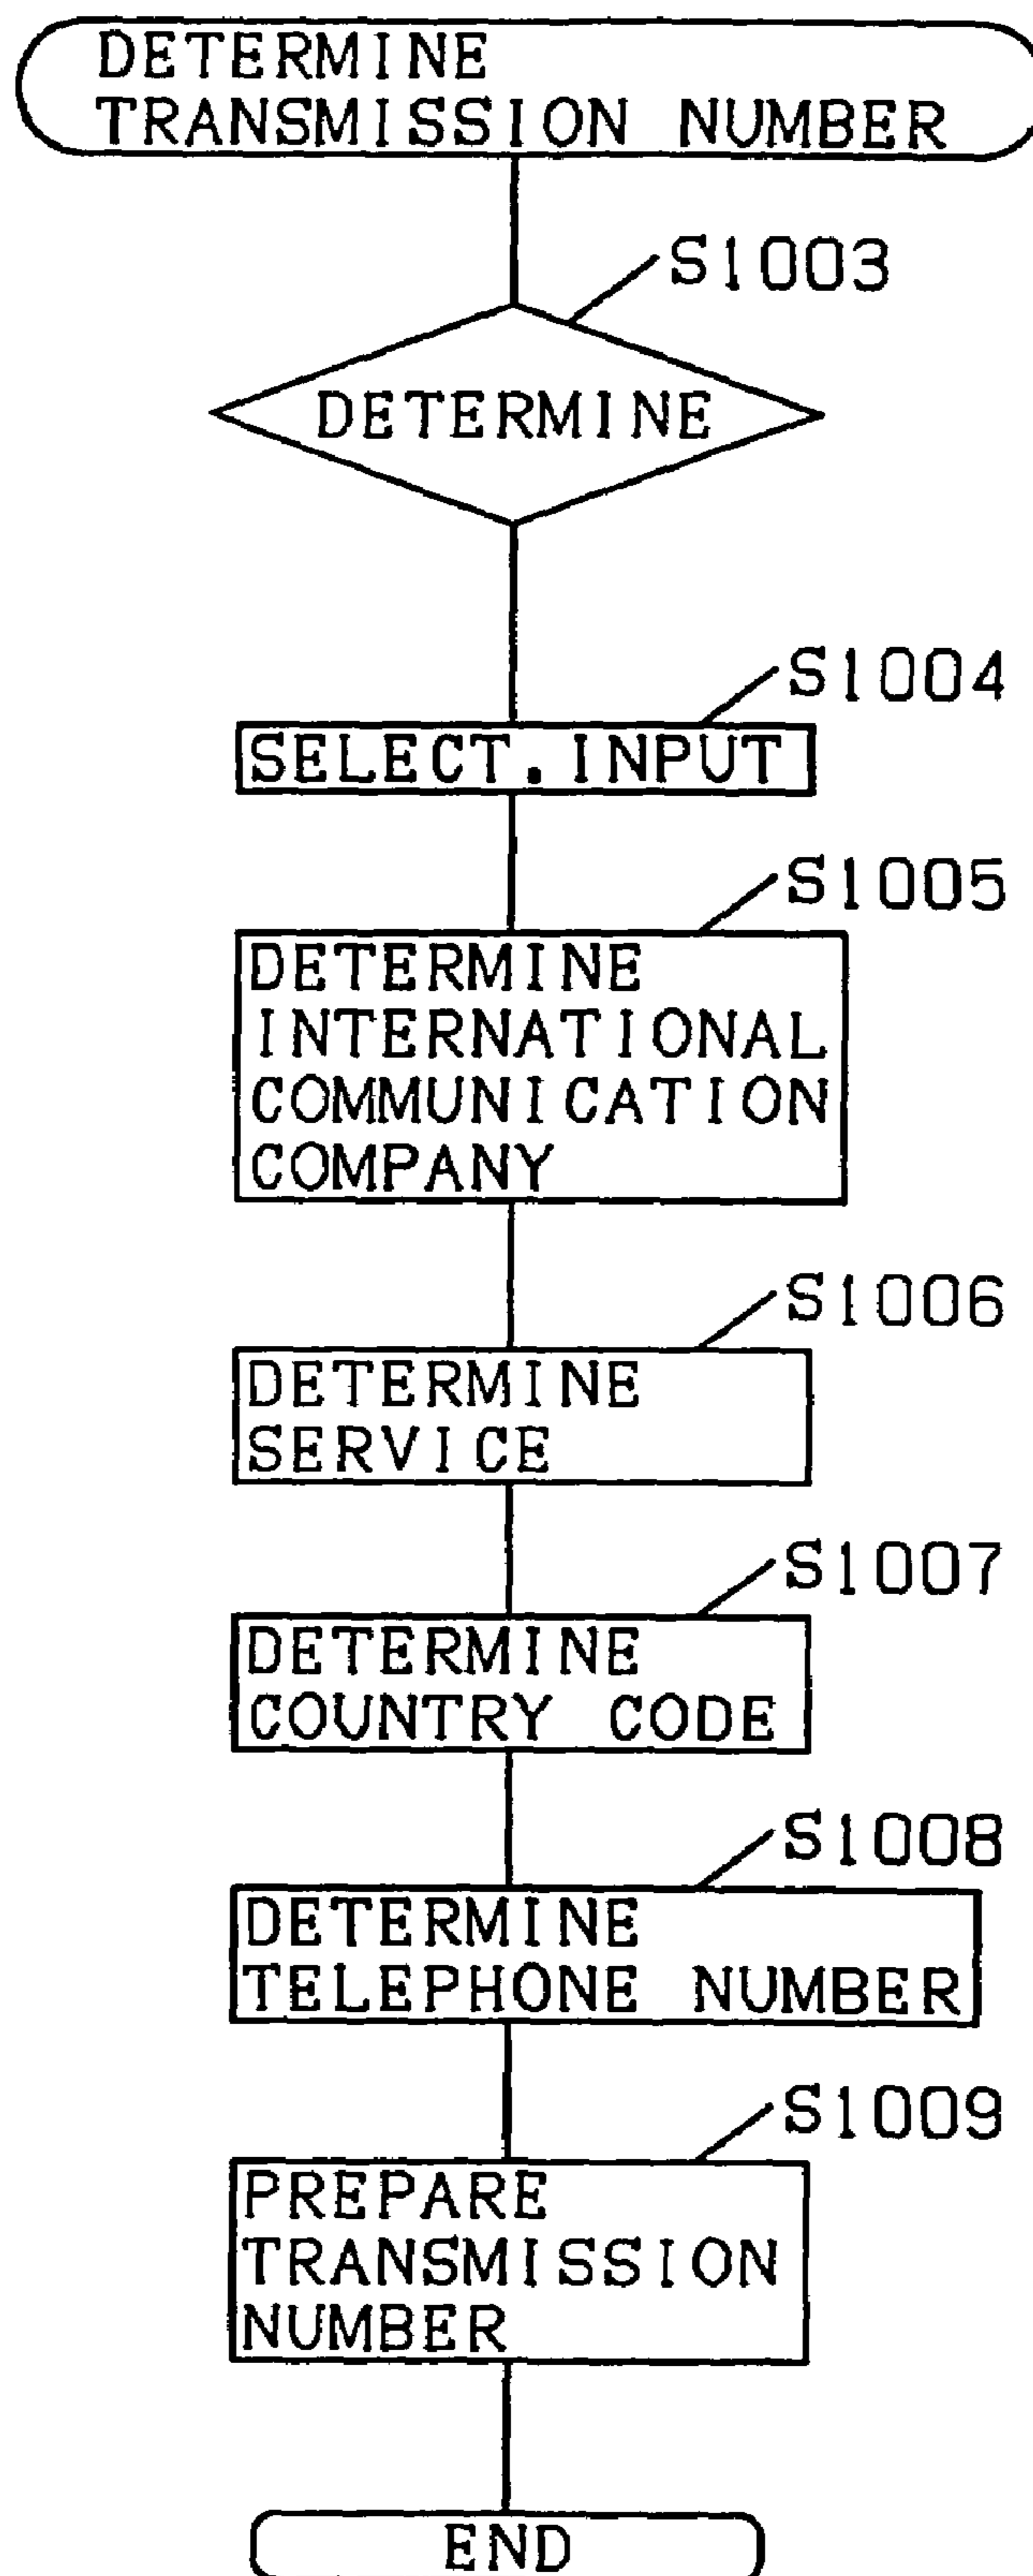 DETERMINE
TRANSMISSION NUMBER
S1003
DETERMINE
S1004
SELECT.INPUT
S1005
DETERMINE
INTERNATIONAL
COMMUNICATION
COMPANY
S1006
DETERMINE
SERVICE
S1007
DETERMINE
COUNTRY CODE
S1008
DETERMINE
TELEPHONE NUMBER
S1009
PREPARE
TRANSMISSION
NUMBER
END